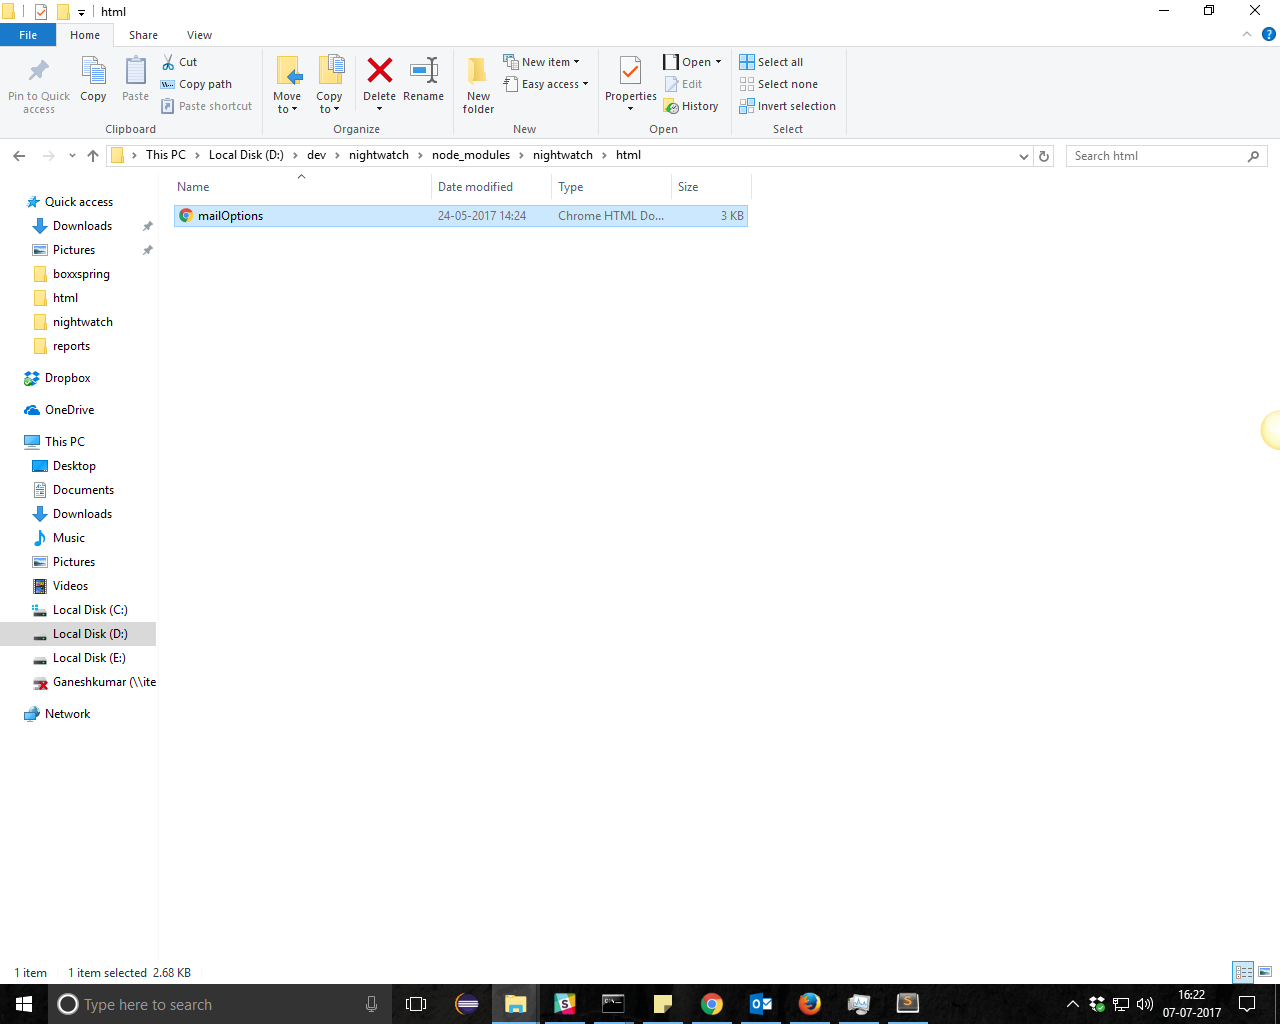 html
File Home Share View
Pin to Quick access
Copy
Paste
Cut
Copy path
Paste shortcut
Clipboard
Move to
Copy to
Delete
Rename
Organize
New folder
New item
Easy access
New
Properties
Open
Edit
History
Open
Select all
Select none
Invert selection
Select
This PC > Local Disk (D:) > dev > nightwatch > node_modules > nightwatch > html
Search html
Name Date modified Type Size
mailOptions 24-05-2017 14:24 Chrome HTML Do... 3 KB
Quick access
Downloads
Pictures
boxxspring
html
nightwatch
reports
Dropbox
OneDrive
This PC
Desktop
Documents
Downloads
Music
Pictures
Videos
Local Disk (C:)
Local Disk (D:)
Local Disk (E:)
Ganeshkumar (\\ite
Network
1 item 1 item selected 2.68 KB
Type here to search
16:22
07-07-2017